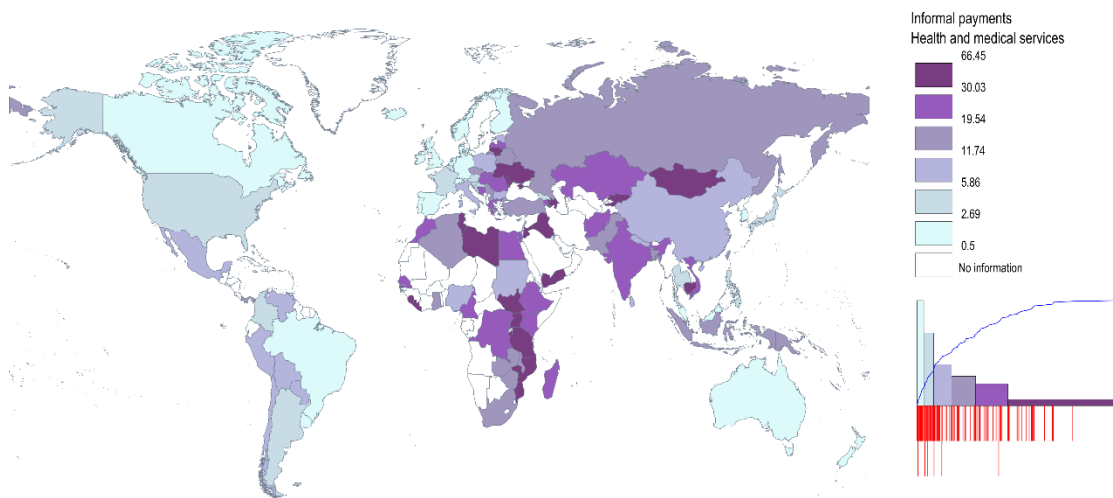 Informal payments
Health and medical services
66.45
30.03
19.54
11.74
5.86
2.69
0.5
No information